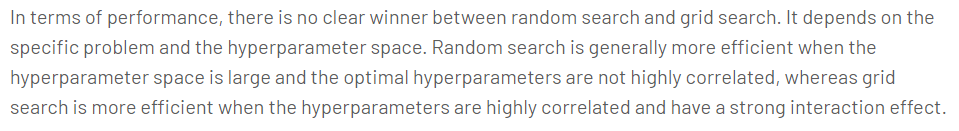 In terms of performance, there is no clear winner between random search and grid search. It depends on the
specific problem and the hyperparameter space. Random search is generally more efficient when the
hyperparameter space is large and the optimal hyperparameters are not highly correlated, whereas grid
search is more efficient when the hyperparameters are highly correlated and have a strong interaction effect.